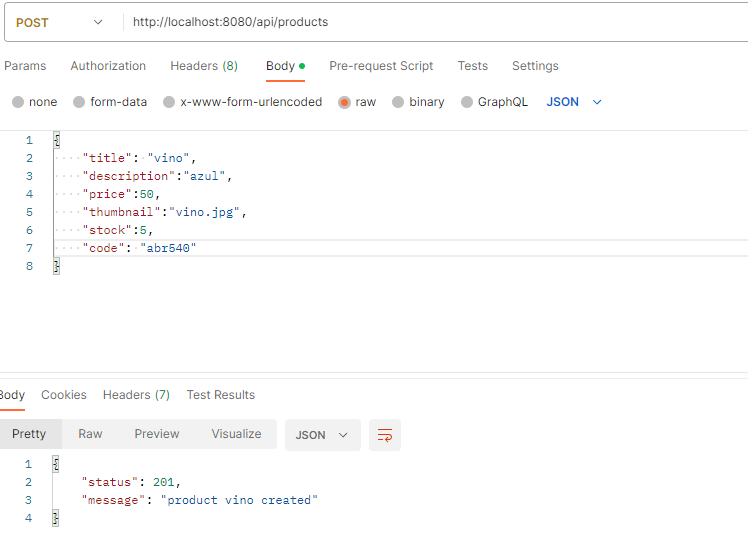 POST http://localhost:8080/api/products
Params Authorization Headers (8) Body Pre-request Script Tests Settings
none form-data x-www-form-urlencoded raw binary GraphQL JSON
1 {
2 "title": "vino",
3 "description":"azul",
4 "price":50,
5 "thumbnail":"vino.jpg",
6 "stock":5,
7 "code": "abr540"
8 }
Body Cookies Headers (7) Test Results
Pretty Raw Preview Visualize JSON
1 {
2 "status": 201,
3 "message": "product vino created"
4 }